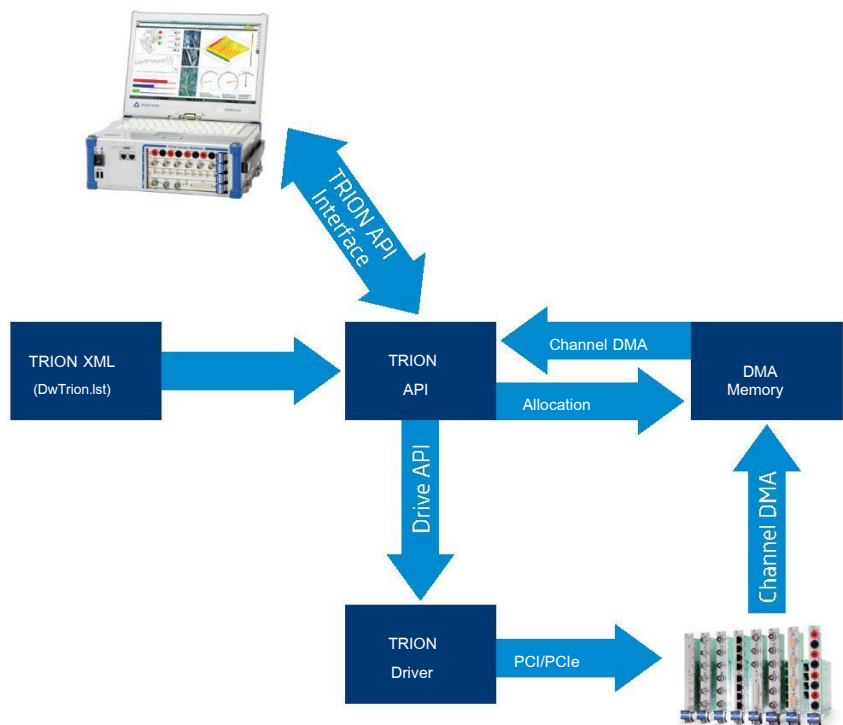 TRION API
Interface
TRION XML
(DwTrion.lst)
TRION
API
Channel DMA
Allocation
DMA
Memory
Drive API
Channel DMA
TRION
Driver
PCI/PCIe